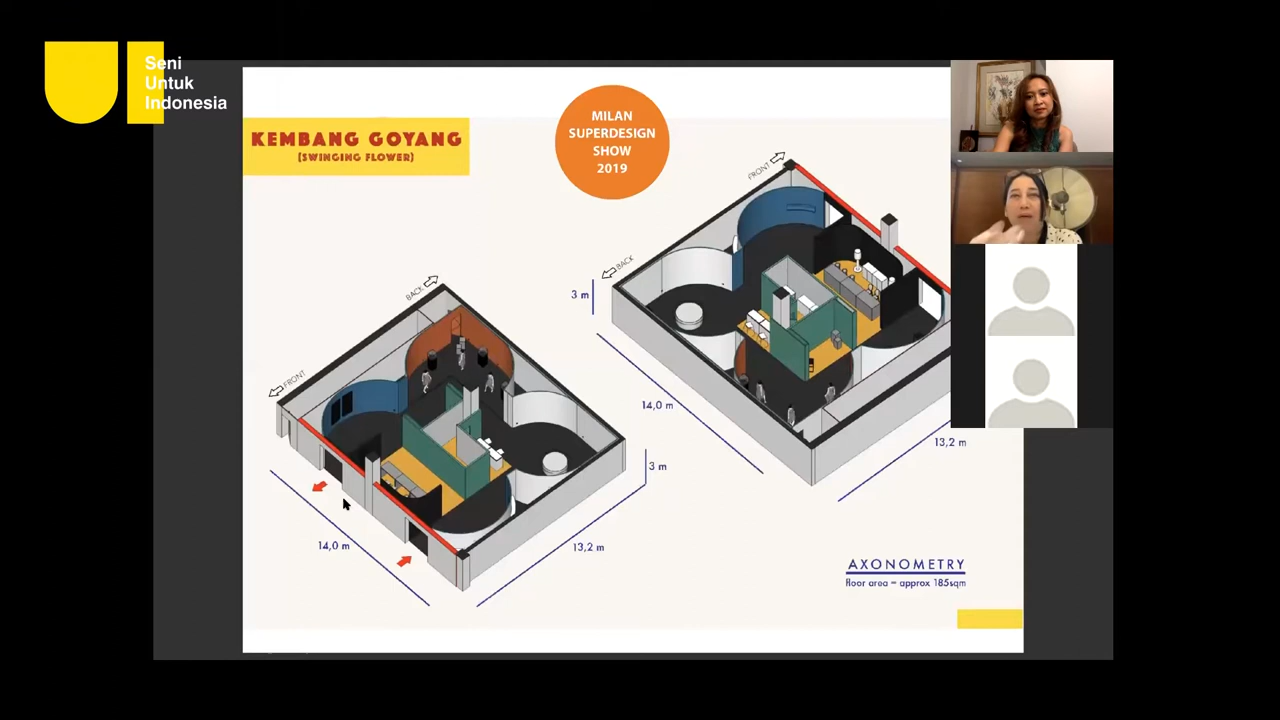 Seni
Untuk
Indonesia
KEMBANG GOYANG
(SWINGING FLOWER)
MILAN
SUPERDESIGN
SHOW
2019
FRONT
BACK
3 m
14,0 m
13,2 m
BACK
FRONT
3 m
14,0 m
13,2 m
AXONOMETRY
floor area = approx 185sqm